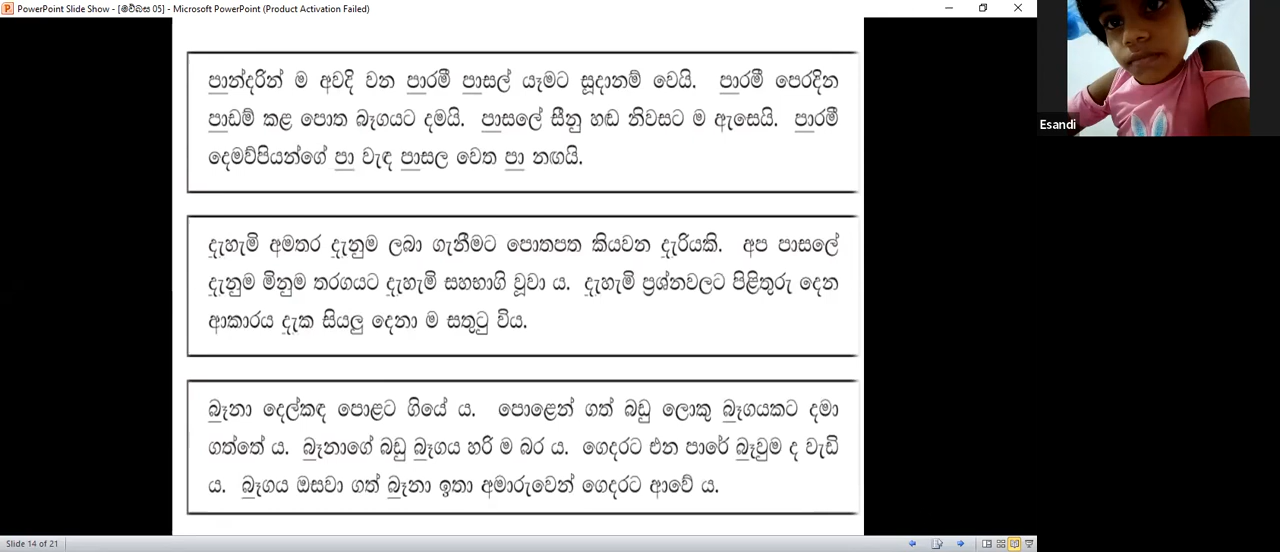 PowerPoint Slide Show - [මව්බස 05] - Microsoft PowerPoint (Product Activation Failed)
පාන්දරින් ම අවදි වන පාරමී පාසල් යෑමට සූදානම් වෙයි. පාරමී පෙරදින
පාඩම් කළ පොත බෑගයට දමයි. පාසලේ සීනු හඬ නිවසට ම ඇසෙයි. පාරමී
දෙමව්පියන්ගේ පා වැඳ පාසල වෙත පා නඟයි.
Esandi
දැහැමි අමතර දැනුම ලබා ගැනීමට පොතපත කියවන දැරියකි. අප පාසලේ
දැනුම මිනුම තරගයට දැහැමි සහභාගි වූවා ය. දැහැමි ප්‍රශ්නවලට පිළිතුරු දෙන
ආකාරය දැක සියලු දෙනා ම සතුටු විය.
බෑනා දෙල්කඳ පොළට ගියේ ය. පොළෙන් ගත් බඩු ලොකු බෑගයකට දමා
ගත්තේ ය. බෑනාගේ බඩු බෑගය හරි ම බර ය. ගෙදරට එන පාරේ බෑවුම ද වැඩි
ය. බෑගය ඔසවා ගත් බෑනා ඉතා අමාරුවෙන් ගෙදරට ආවේ ය.
Slide 14 of 21